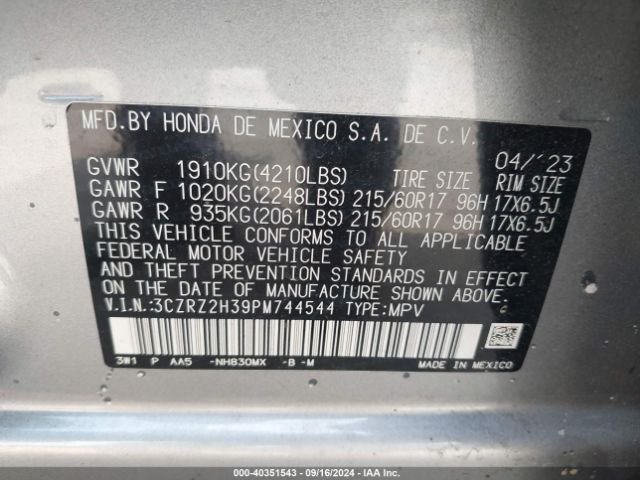 MFD.BY HONDA DE MEXICO S.A. DE C.V.
04/'23
GVWR 1910KG(4210LBS) TIRE SIZE RIM SIZE
GAWR F 1020KG(2248LBS) 215/60R17 96H 17X6.5J
GAWR R 935KG(2061LBS) 215/60R17 96H 17X6.5J
THIS VEHICLE CONFORMS TO ALL APPLICABLE
FEDERAL MOTOR VEHICLE SAFETY
AND THEFT PREVENTION STANDARDS IN EFFECT
ON THE DATE OF MANUFACTURE SHOWN ABOVE.
V.I.N.:3CZRZ2H39PM744544 TYPE:MPV
3W1 P AA5 -NH830MX -B -M
MADE IN MEXICO
000-40351543 / 09/16/2024 / IAA Inc.